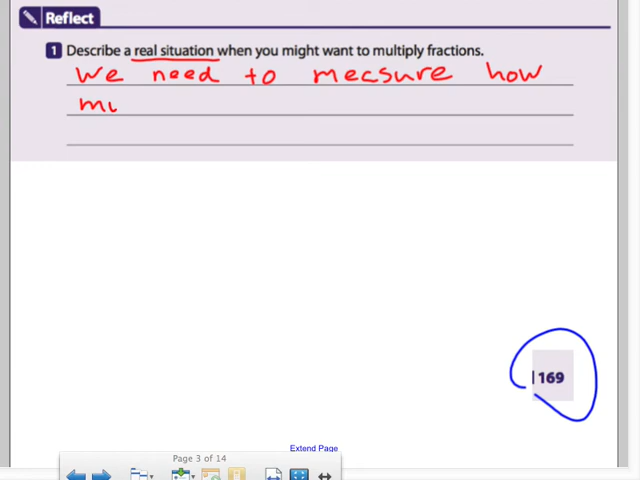 Reflect
1 Describe a real situation when you might want to multiply fractions.
We need to mecsure how
mu
169
Extend Page
Page 3 of 14